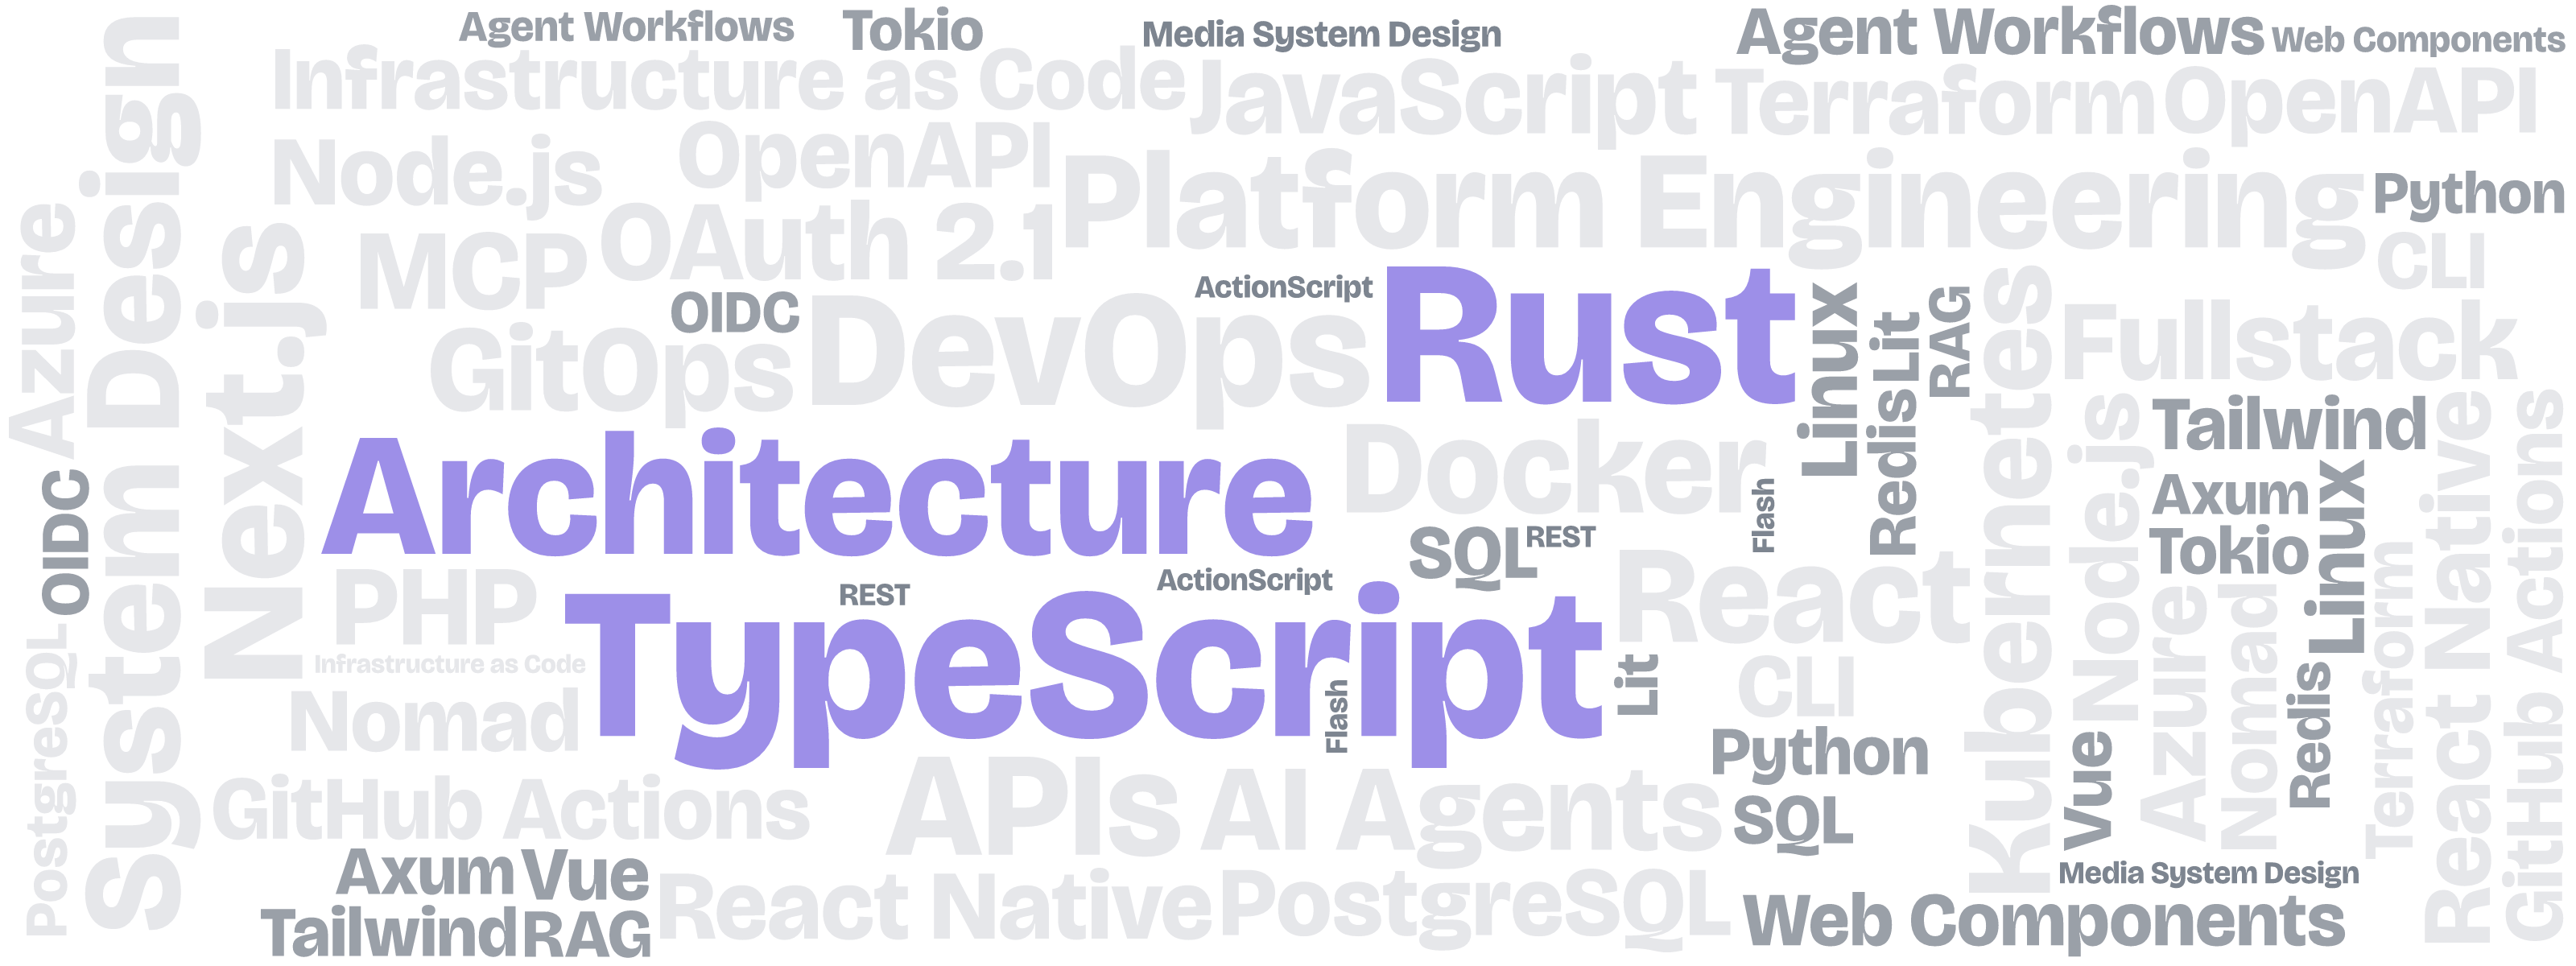 Agent Workflows
Tokio
Media System Design
Agent Workflows
Web Components
Infrastructure as Code
JavaScript
Terraform
OpenAPI
Node.js
OpenAPI
Platform Engineering
Python
MCP
OAuth 2.1
CLI
Azure
System Design
Next.js
OIDC
ActionScript
Rust
GitOps
DevOps
Linux
Redis
Lit
RAG
Kubernetes
Fullstack
Architecture
Docker
Flash
Tailwind
Axum
Tokio
Linux
OIDC
SQL
REST
React
Node.js
Azure
Nomad
Redis
Terraform
React Native
GitHub Actions
PHP
REST
ActionScript
Infrastructure as Code
TypeScript
Flash
Lit
CLI
PostgreSQL
Nomad
Python
Vue
GitHub Actions
APIs
AI Agents
SQL
Axum
Vue
Media System Design
Tailwind
RAG
React Native
PostgreSQL
Web Components